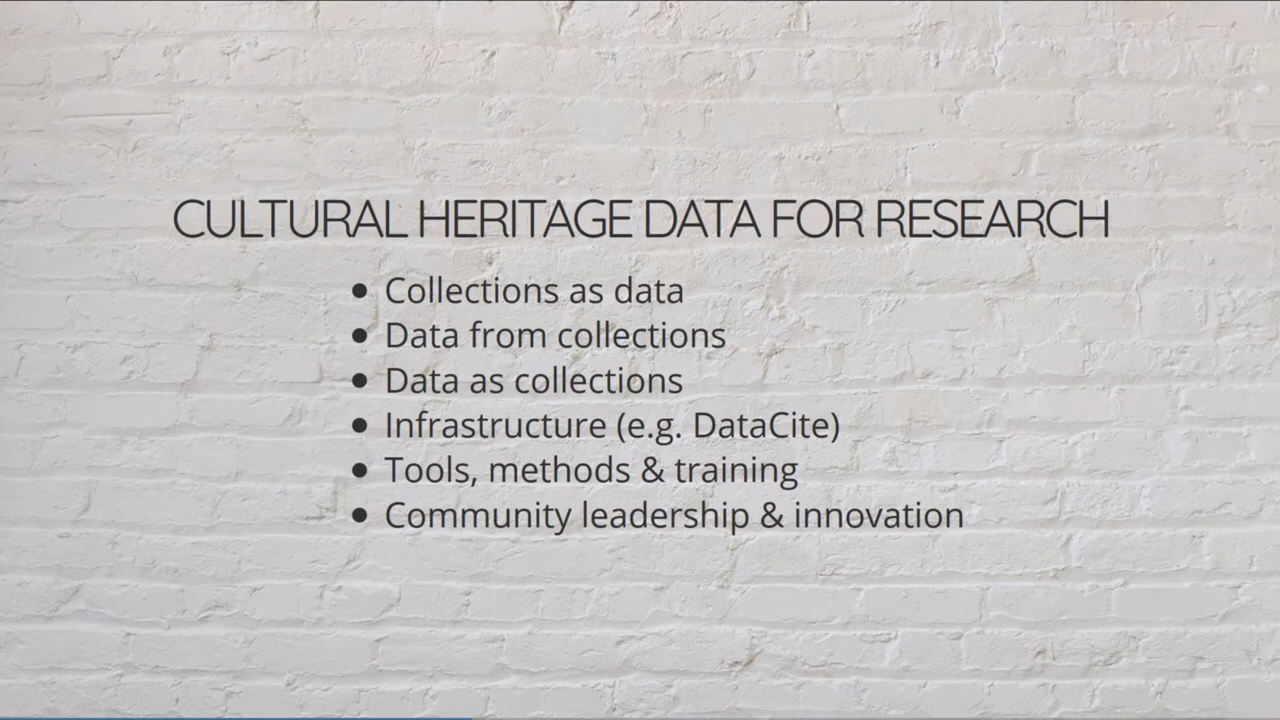 CULTURAL HERITAGE DATA FOR RESEARCH
• Collections as data
• Data from collections
• Data as collections
• Infrastructure (e.g. DataCite)
• Tools, methods & training
• Community leadership & innovation